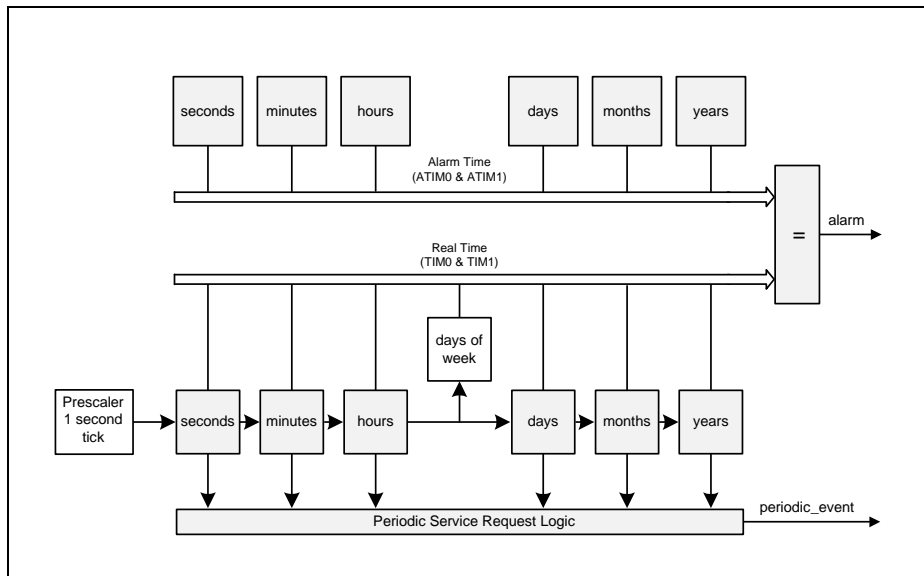 seconds
minutes
hours
days
months
years
Alarm Time
(ATIM0 & ATIM1)
=
alarm
Real Time
(TIM0 & TIM1)
days of
week
Prescaler
1 second
tick
seconds
minutes
hours
days
months
years
Periodic Service Request Logic
periodic_event